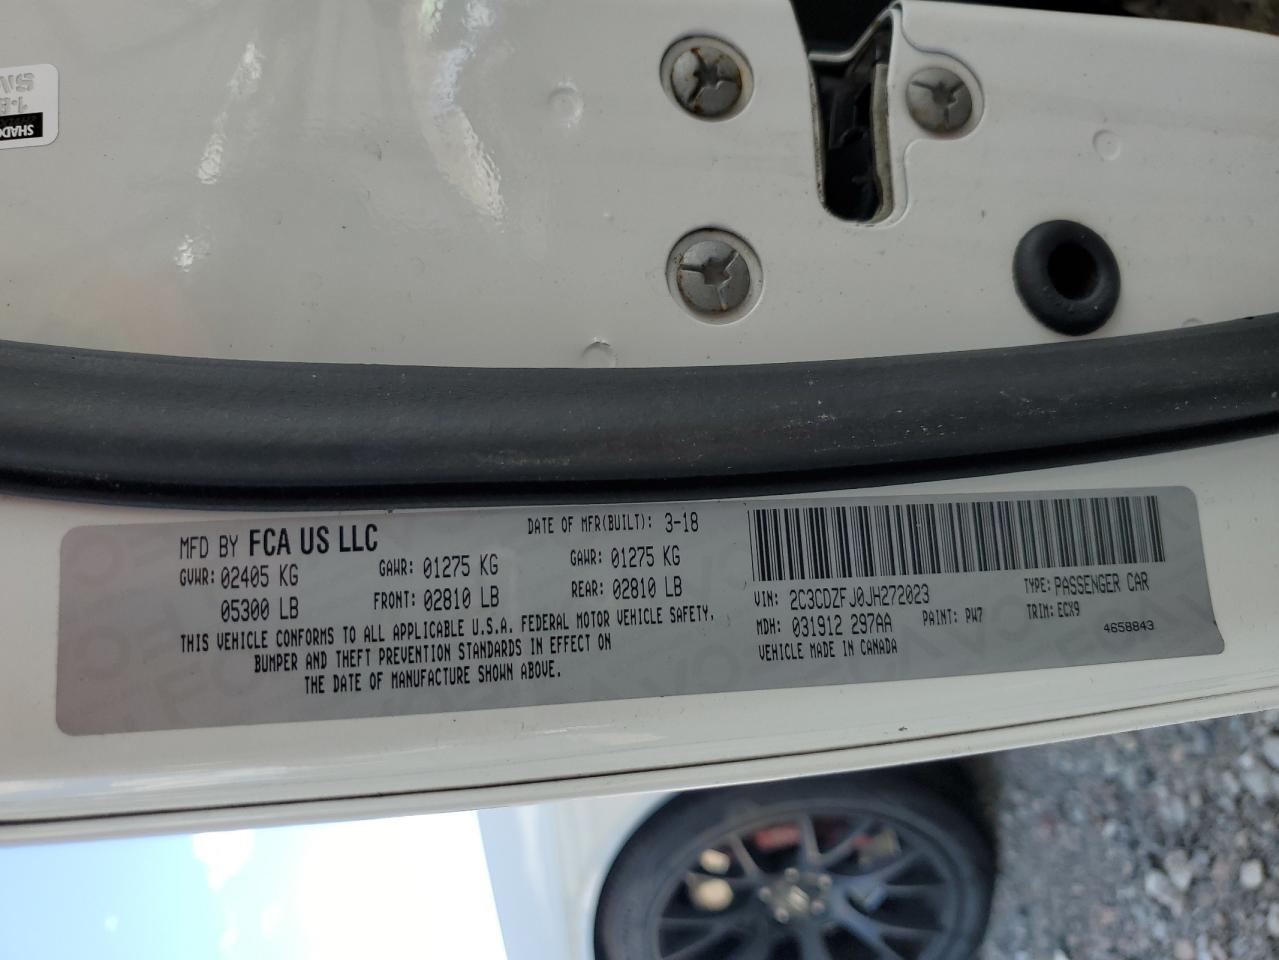 MFD BY FCA US LLC
DATE OF MFR(BUILT): 3-18
GVWR: 02405 KG
05300 LB
GAWR: 01275 KG
FRONT: 02810 LB
GAWR: 01275 KG
REAR: 02810 LB
THIS VEHICLE CONFORMS TO ALL APPLICABLE U.S.A. FEDERAL MOTOR VEHICLE SAFETY,
BUMPER AND THEFT PREVENTION STANDARDS IN EFFECT ON
THE DATE OF MANUFACTURE SHOWN ABOVE.
VIN: 2C3CDZFJ0JH272023
TYPE: PASSENGER CAR
MDH: 031912 297AA
PAINT: PW7
TRIM: ECX9
VEHICLE MADE IN CANADA
4658843